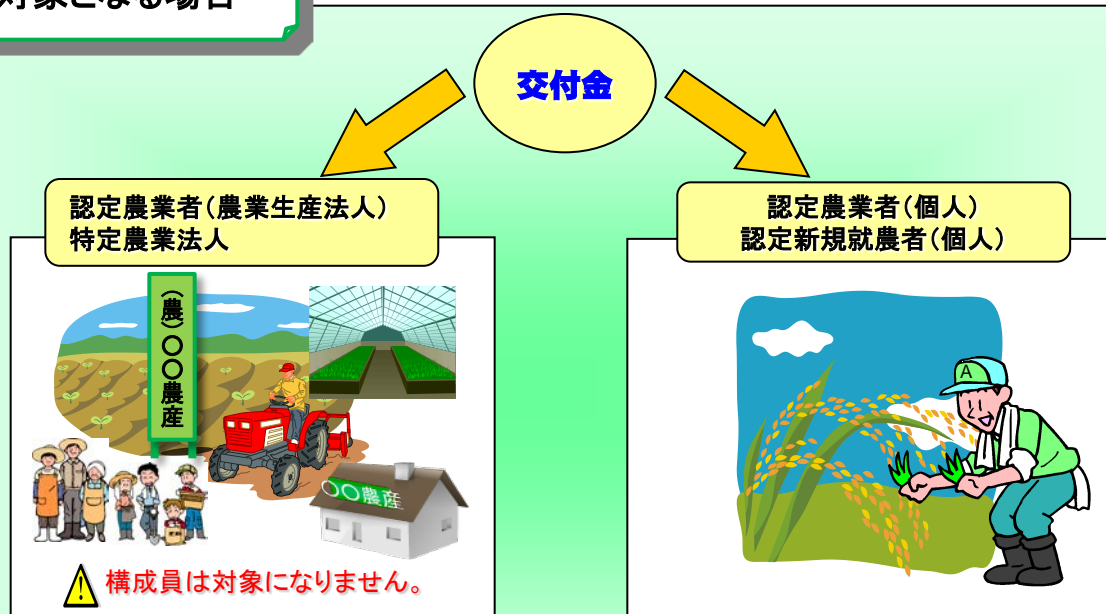 対象となる場合
交付金
認定農業者(農業生産法人)
特定農業法人
認定農業者(個人)
認定新規就農者(個人)
(農)〇〇農産
〇〇農産
A
構成員は対象になりません。